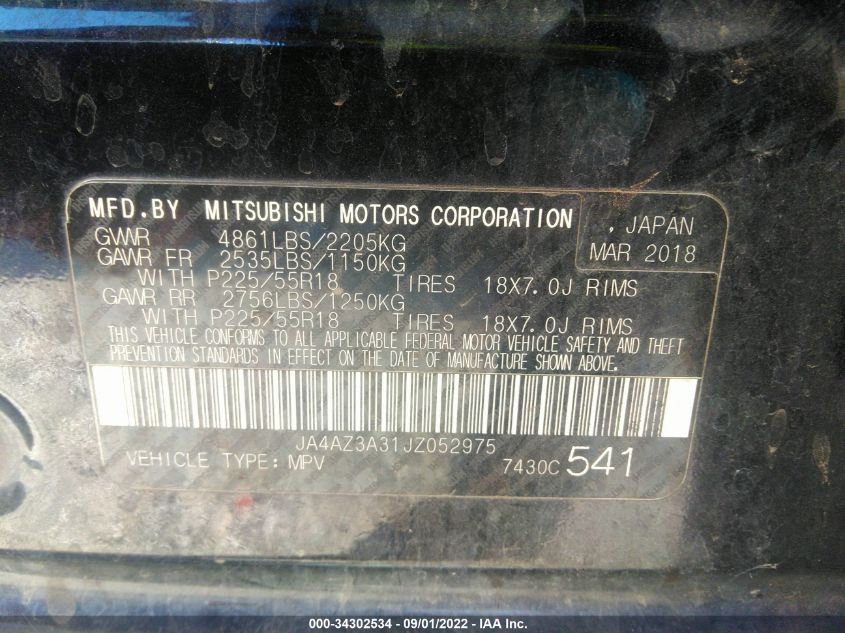 MFD.BY MITSUBISHI MOTORS CORPORATION , JAPAN
GVWR 4861LBS/2205KG MAR 2018
GAWR FR 2535LBS/1150KG
WITH P225/55R18 TIRES 18X7.0J RIMS
GAWR RR 2756LBS/1250KG
WITH P225/55R18 TIRES 18X7.0J RIMS
THIS VEHICLE CONFORMS TO ALL APPLICABLE FEDERAL MOTOR VEHICLE SAFETY AND THEFT
PREVENTION STANDARDS IN EFFECT ON THE DATE OF MANUFACTURE SHOWN ABOVE.
JA4AZ3A31JZ052975
VEHICLE TYPE:MPV 7430C 541
000-34302534 - 09/01/2022 - IAA Inc.